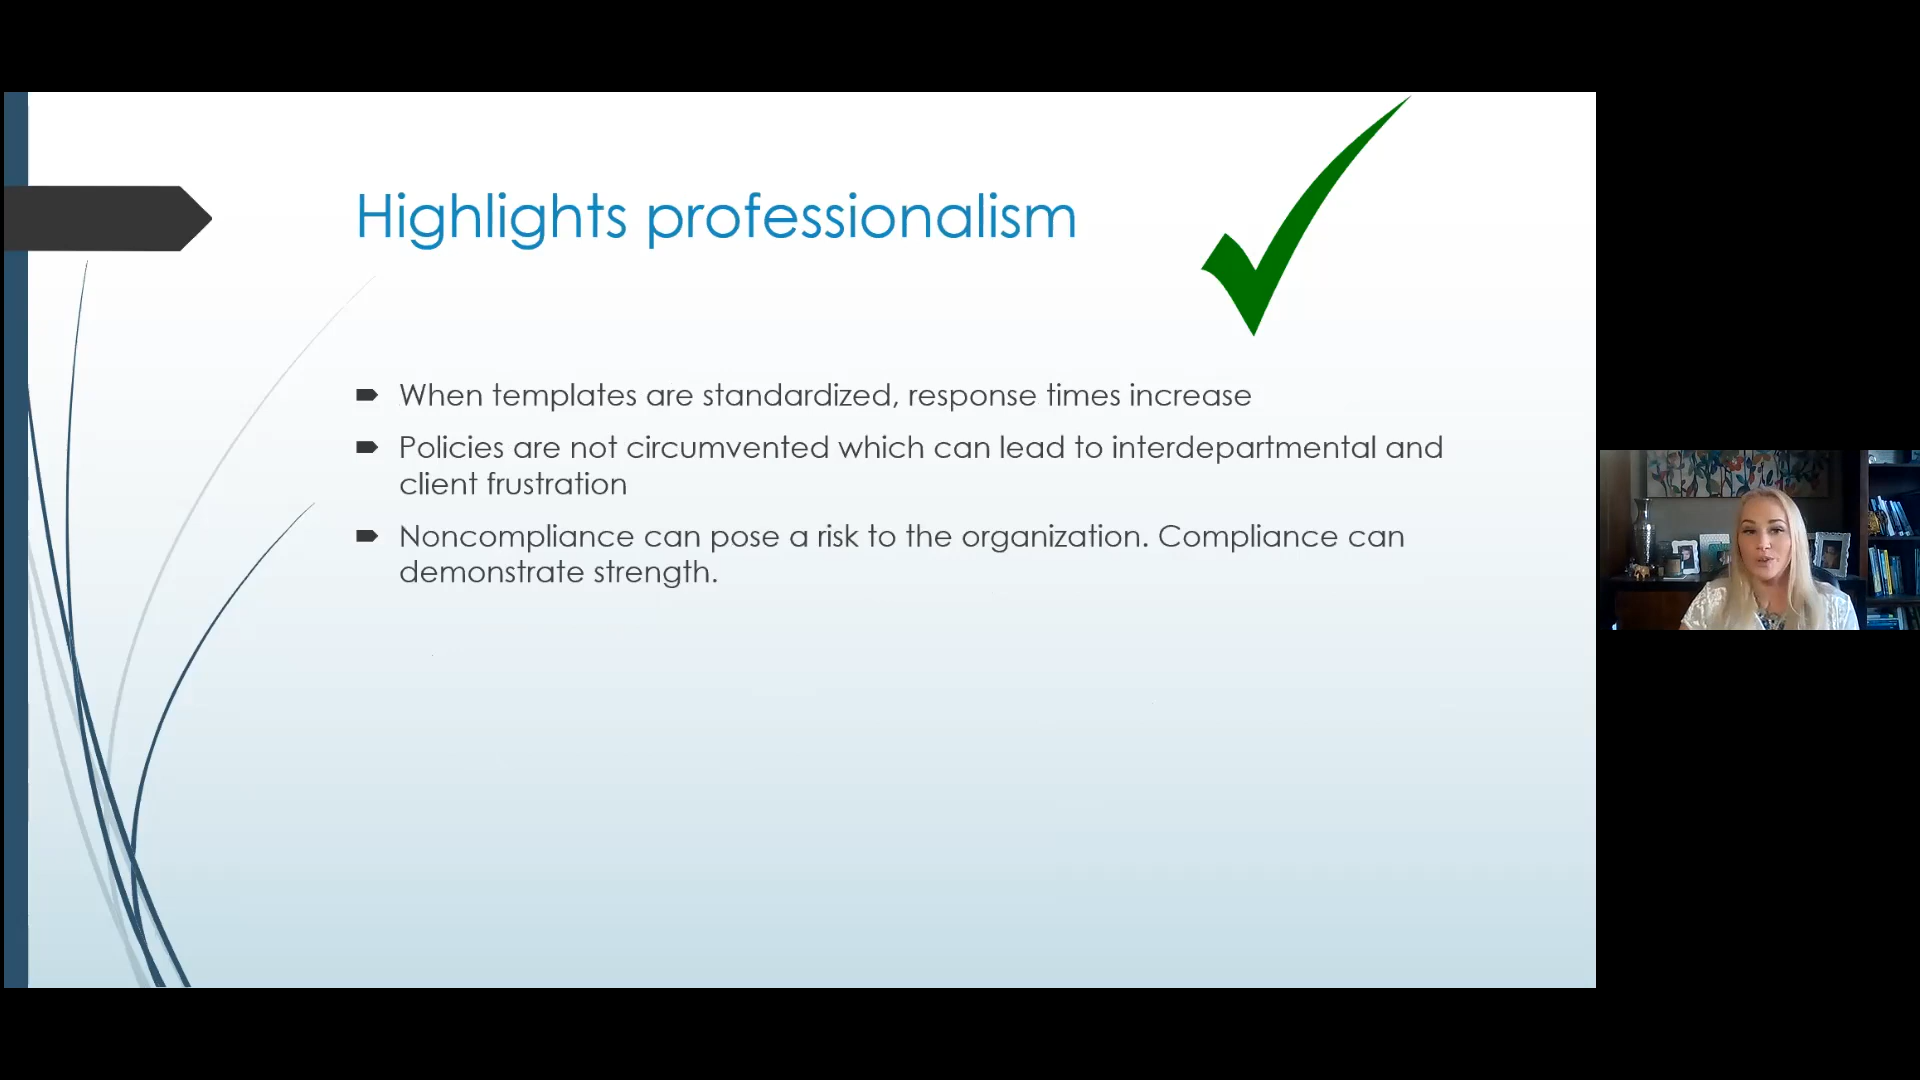 Highlights professionalism
When templates are standardized, response times increase
Policies are not circumvented which can lead to interdepartmental and
client frustration
Noncompliance can pose a risk to the organization. Compliance can
demonstrate strength.